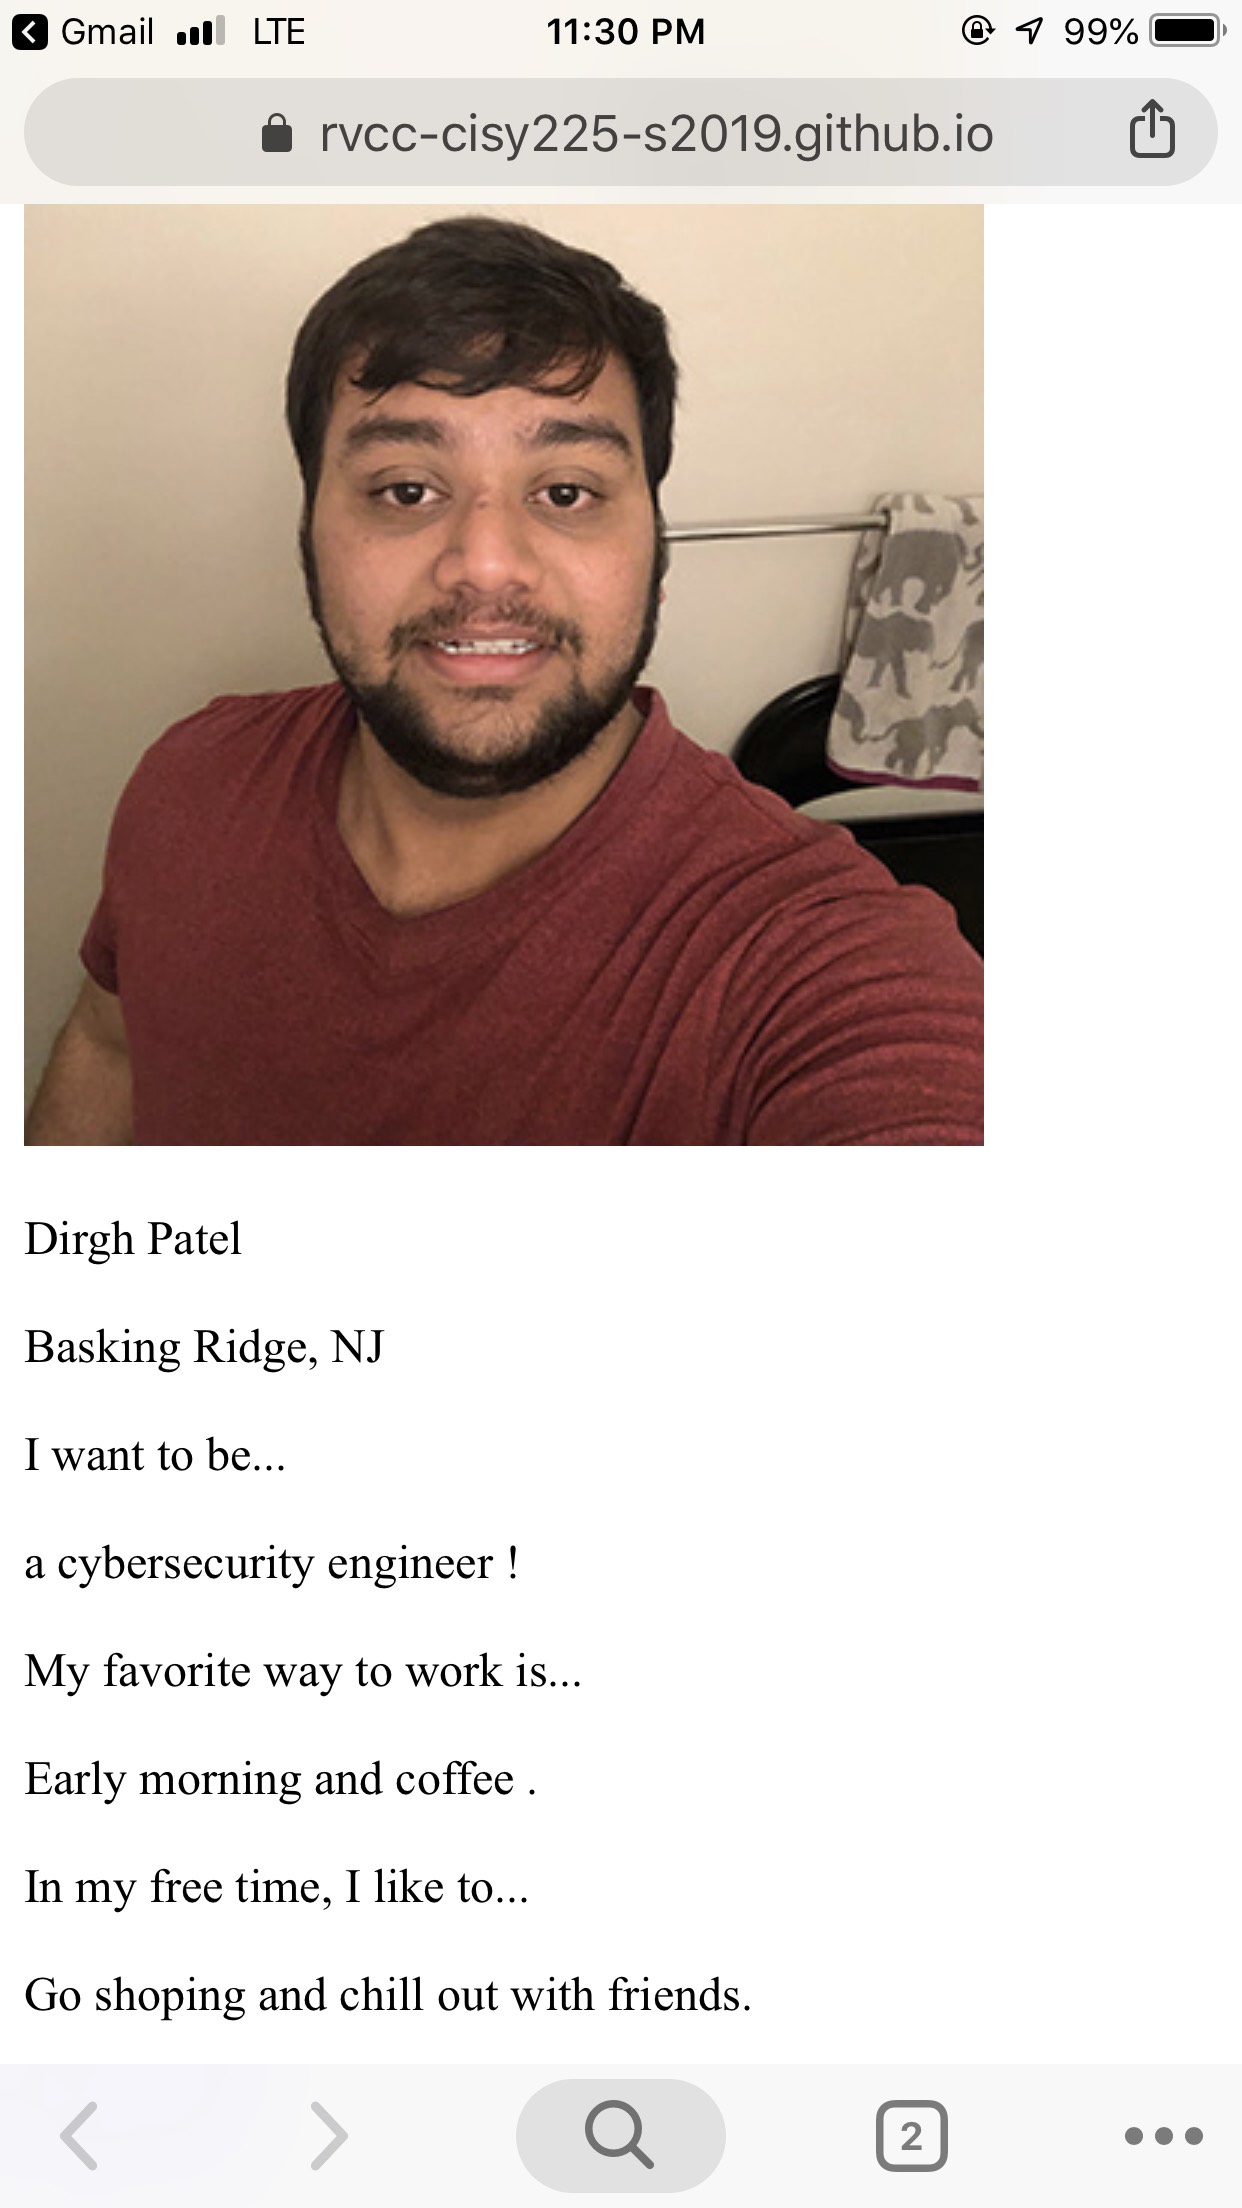 Gmail LTE 11:30 PM 99%
rvcc-cisy225-s2019.github.io
Dirgh Patel
Basking Ridge, NJ
I want to be...
a cybersecurity engineer !
My favorite way to work is...
Early morning and coffee .
In my free time, I like to...
Go shoping and chill out with friends.
2